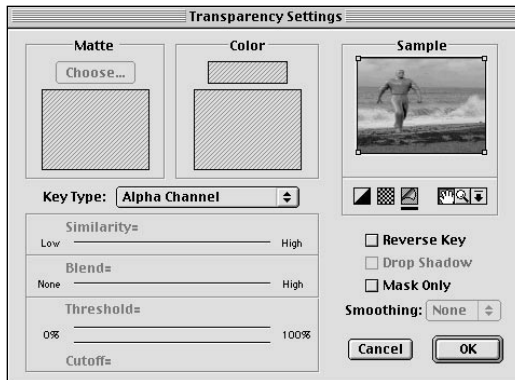 Transparency Settings
Matte
Choose...
Color
Sample
Key Type: Alpha Channel
Similarity=
Low High
Blend=
None High
Threshold=
0% 100%
Cutoff=
Reverse Key
Drop Shadow
Mask Only
Smoothing: None
Cancel OK